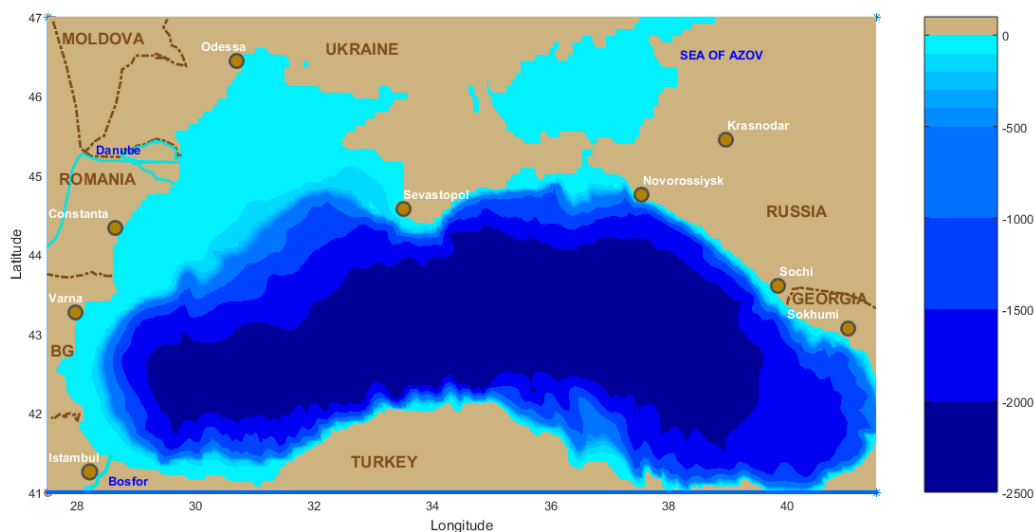 47
MOLDOVA
Odessa
UKRAINE
SEA OF AZOV
0
46
Krasnodar
-500
Danube
45
ROMANIA
Sevastopol
Novorossiysk
Constanta
RUSSIA
-1000
44
Latitude
Sochi
Varna
GEORGIA
Sokhumi
-1500
43
BG
42
-2000
Istambul
TURKEY
Bosfor
41
-2500
28
30
32
34
36
38
40
Longitude